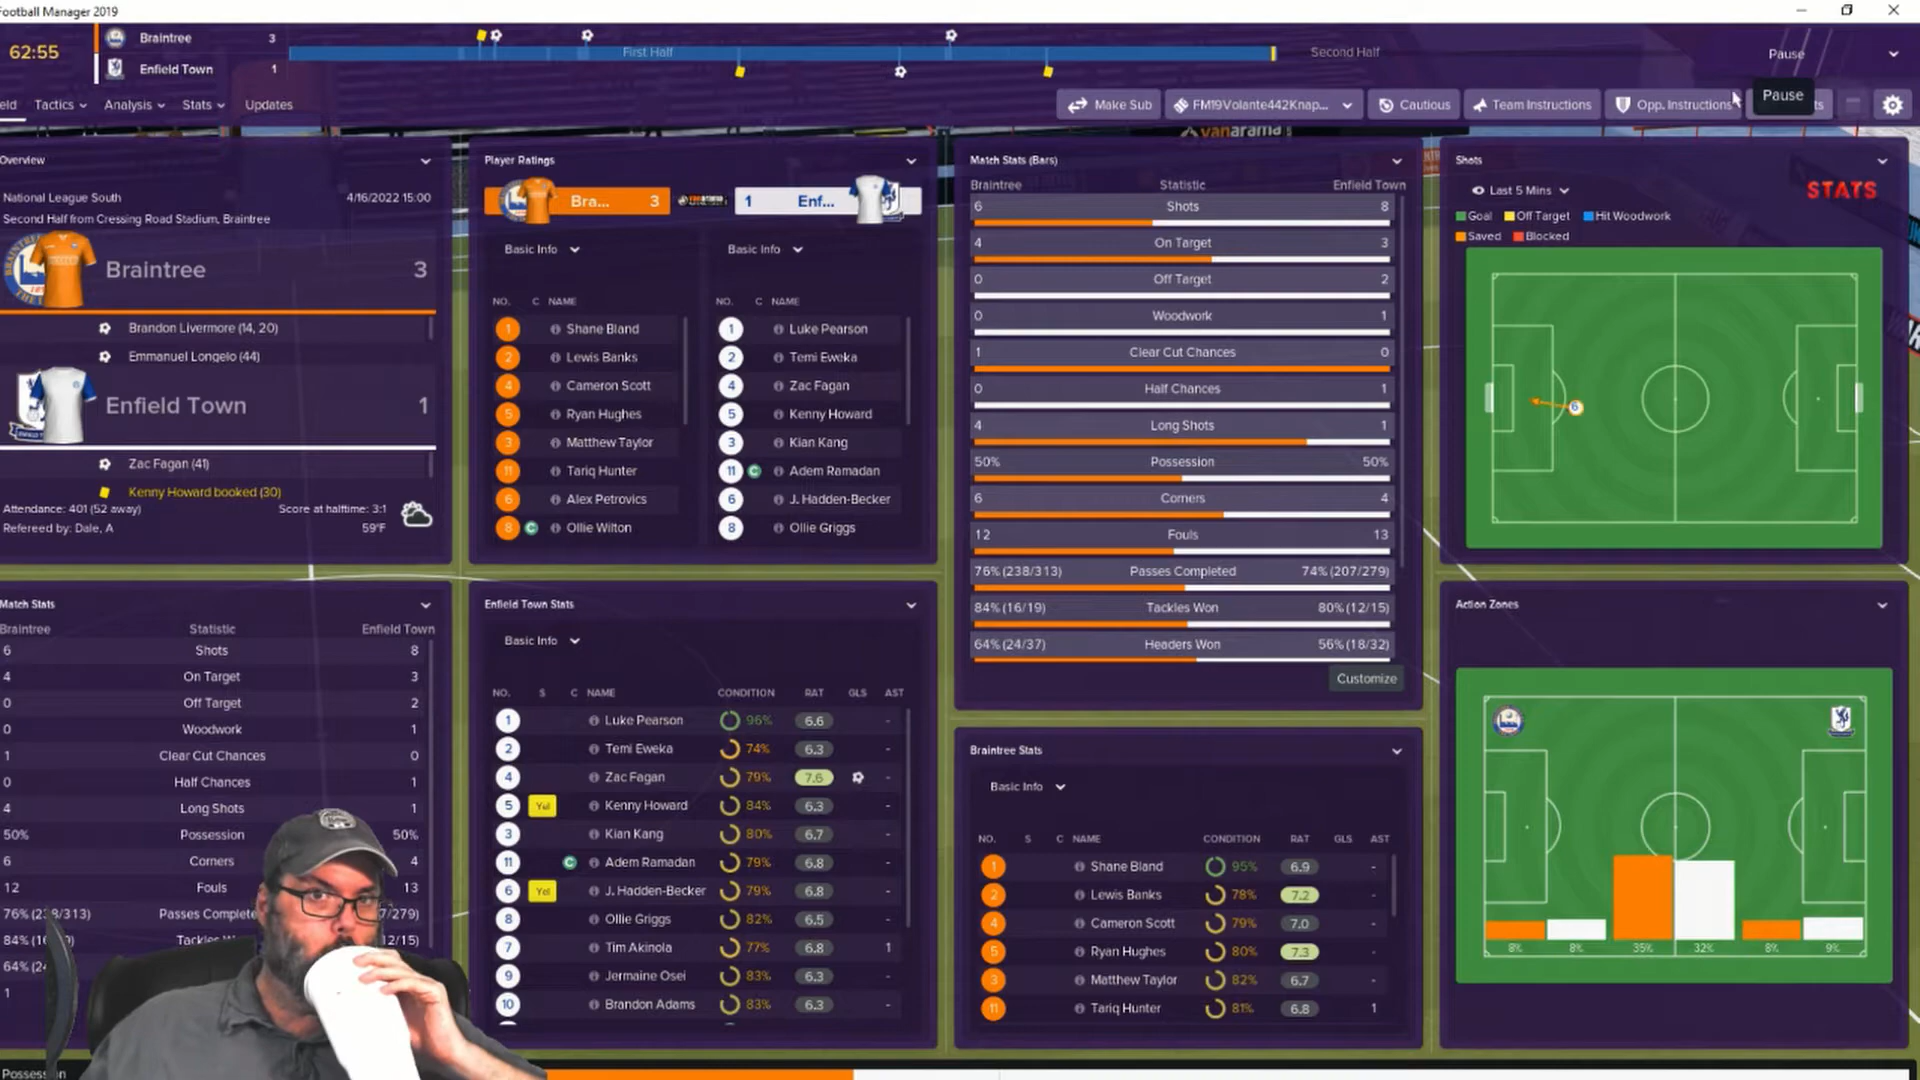 Football Manager 2019
62:55
Braintree 3
Enfield Town 1
First Half
Second Half
Pause
Tactics
Analysis
Stats
Updates
Make Sub
FM19Volante442Knap...
Cautious
Team Instructions
Opp. Instructions
Pause
Overview
National League South 4/16/2022 15:00
Second Half from Cressing Road Stadium, Braintree
Braintree 3
Brandon Livermore (14, 20)
Emmanuel Longelo (44)
Enfield Town 1
Zac Fagan (41)
Kenny Howard booked (30)
Attendance: 401 (52 away) Score at halftime: 3:1
Refereed by: Dale, A 59°F
Player Ratings
Bra... 3
1 Enf...
Basic Info
Basic Info
NO. C NAME
NO. C NAME
1 Shane Bland
1 Luke Pearson
2 Lewis Banks
2 Temi Eweka
4 Cameron Scott
4 Zac Fagan
5 Ryan Hughes
5 Kenny Howard
3 Matthew Taylor
3 Kian Kang
11 Tariq Hunter
11 C Adem Ramadan
6 Alex Petrovics
6 J. Hadden-Becker
8 C Ollie Wilton
8 Ollie Griggs
vanarama
Match Stats (Bars)
Braintree Statistic Enfield Town
6 Shots 8
4 On Target 3
0 Off Target 2
0 Woodwork 1
1 Clear Cut Chances 0
0 Half Chances 1
4 Long Shots 1
50% Possession 50%
6 Corners 4
12 Fouls 13
76% (238/313) Passes Completed 74% (207/279)
84% (16/19) Tackles Won 80% (12/15)
64% (24/37) Headers Won 56% (18/32)
Customize
Shots
Last 5 Mins
STATS
Goal Off Target Hit Woodwork
Saved Blocked
6
Match Stats
Braintree Statistic Enfield Town
6 Shots 8
4 On Target 3
0 Off Target 2
0 Woodwork 1
1 Clear Cut Chances 0
0 Half Chances 1
4 Long Shots 1
50% Possession 50%
6 Corners 4
12 Fouls 13
Enfield Town Stats
Basic Info
NO. S C NAME CONDITION RAT GLS AST
1 Luke Pearson 96% 6.6 -
2 Temi Eweka 74% 6.3 -
4 Zac Fagan 79% 7.6 -
5 Yel Kenny Howard 84% 6.3 -
3 Kian Kang 80% 6.7 -
11 C Adem Ramadan 79% 6.8 -
6 Yel J. Hadden-Becker 79% 6.8 -
8 Ollie Griggs 82% 6.5 -
7 Tim Akinola 77% 6.8 1
9 Jermaine Osei 83% 6.3 -
10 Brandon Adams 83% 6.3 -
Braintree Stats
Basic Info
NO. S C NAME CONDITION RAT GLS AST
1 Shane Bland 95% 6.9 -
2 Lewis Banks 78% 7.2 -
4 Cameron Scott 79% 7.0 -
5 Ryan Hughes 80% 7.3 -
3 Matthew Taylor 82% 6.7 -
11 Tariq Hunter 81% 6.8 1
Action Zones
8% 8% 35% 32% 8% 9%